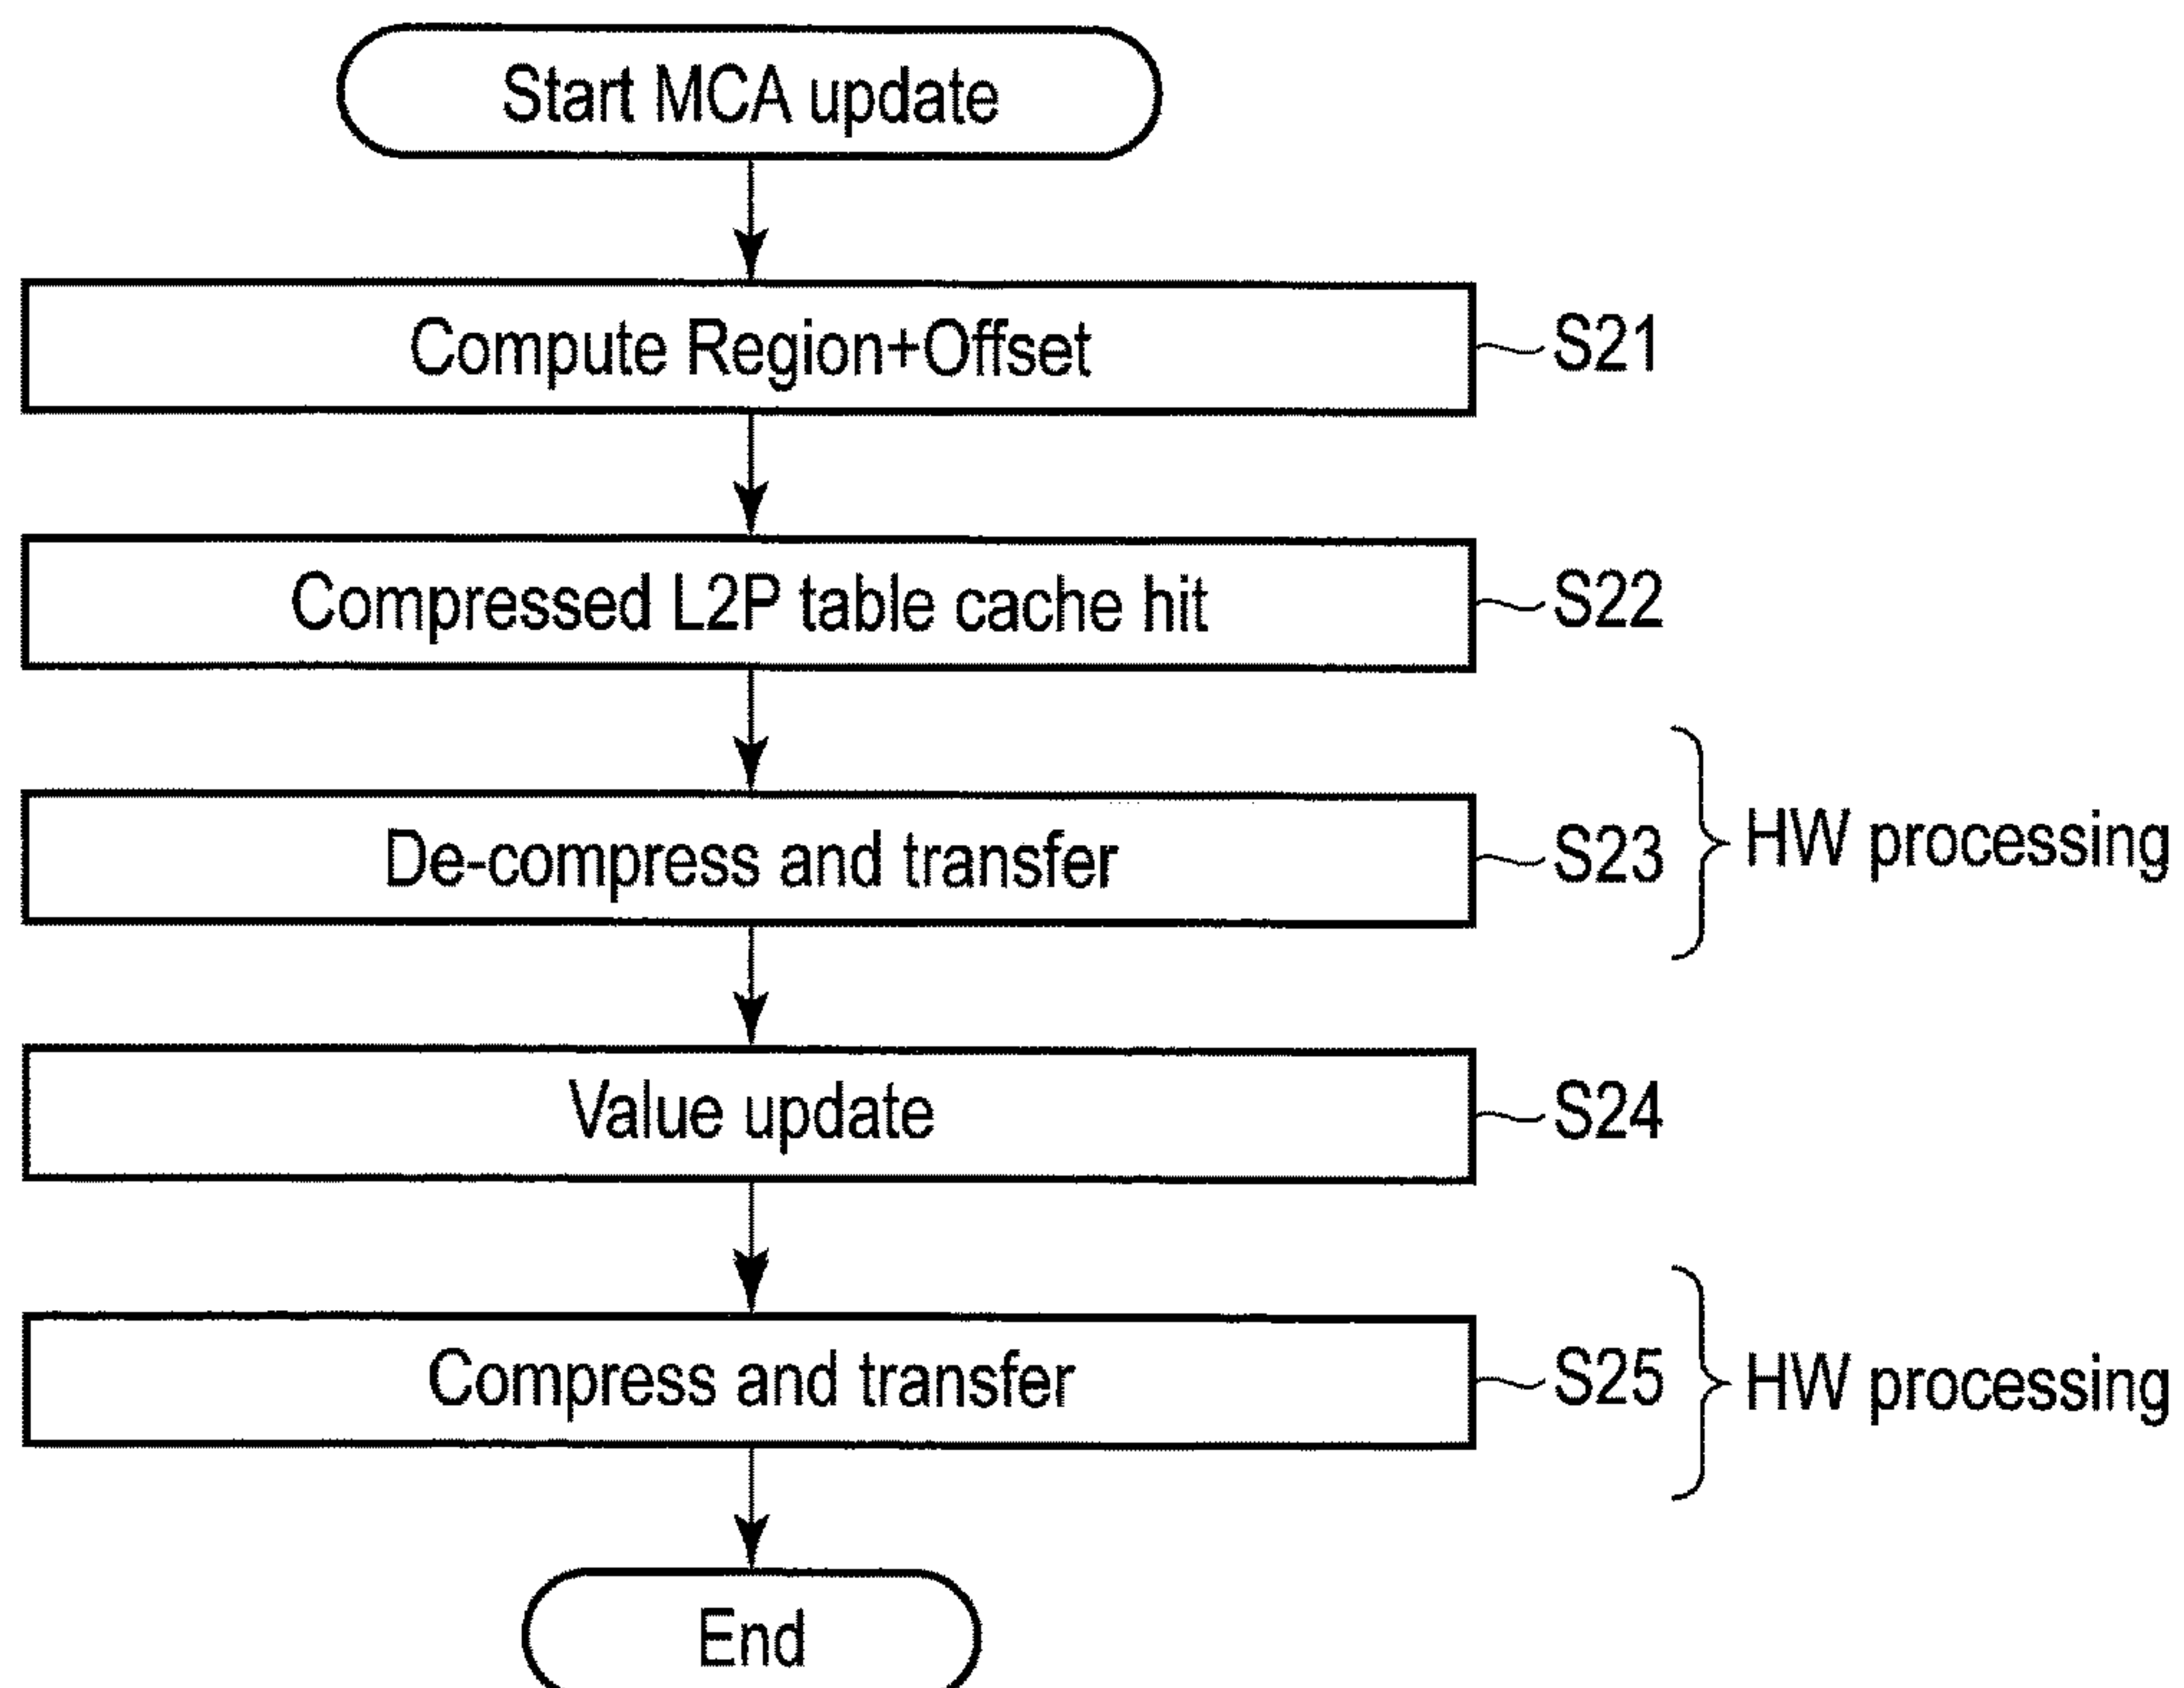 Start MCA update
Compute Region+Offset
S21
Compressed L2P table cache hit
S22
De-compress and transfer
S23
HW processing
Value update
S24
Compress and transfer
S25
HW processing
End